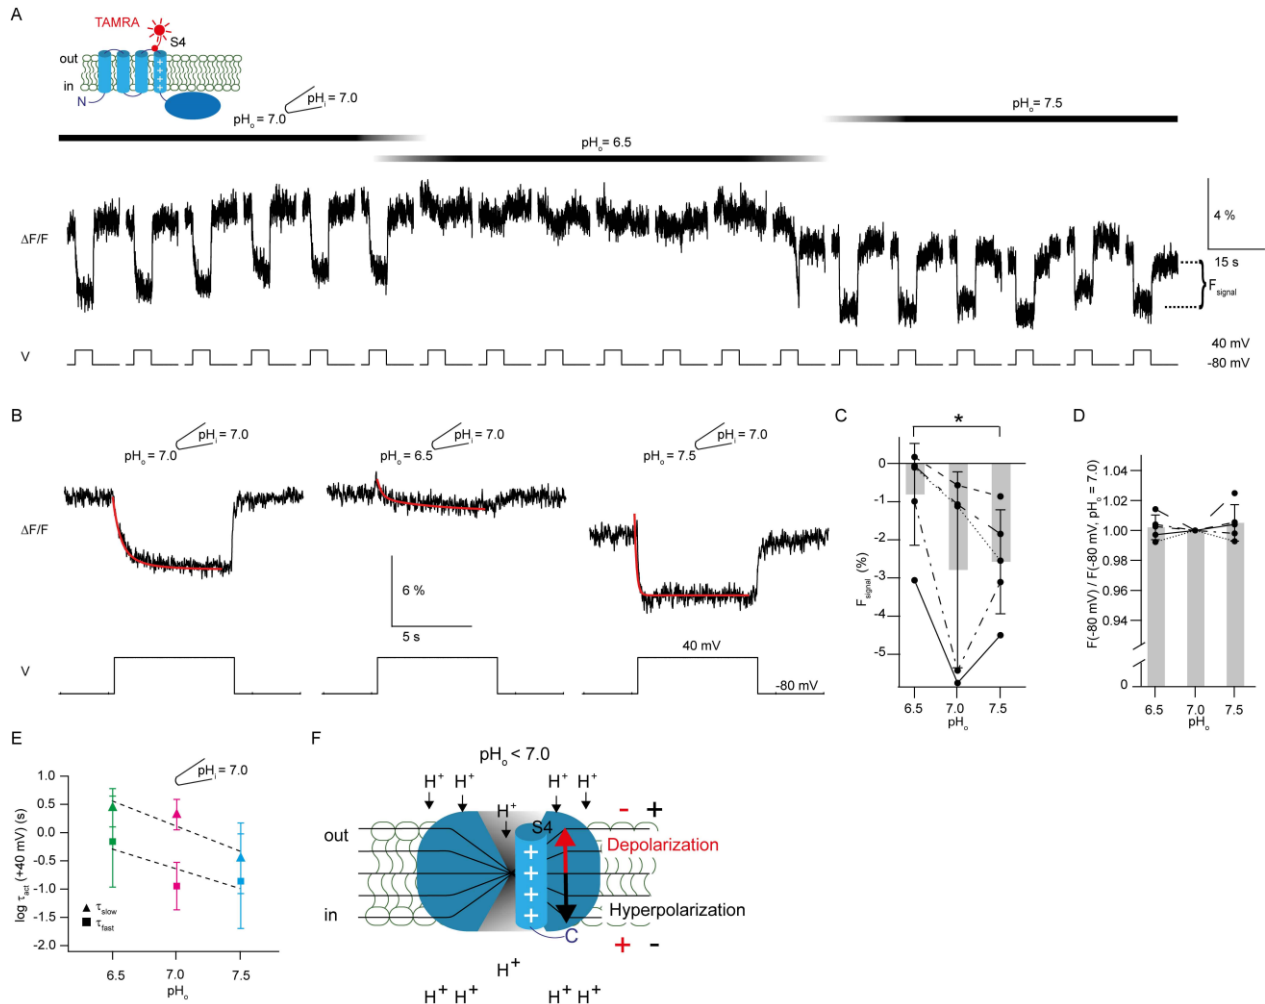 A
TAMRA
S4
out
in
N
pHi = 7.0
pHo = 7.0
pHo = 6.5
pHo = 7.5
ΔF/F
4 %
15 s
Fsignal
V
40 mV
-80 mV
B
pHi = 7.0
pHo = 7.0
pHi = 7.0
pHo = 6.5
pHi = 7.0
pHo = 7.5
ΔF/F
6 %
5 s
V
40 mV
-80 mV
C
*
0
-1
-2
-3
-4
-5
Fsignal (%)
6.5 7.0 7.5
pHo
D
1.04
1.02
1.00
0.98
0.96
0.94
0
F(-80 mV) / F(-80 mV, pHo = 7.0)
6.5 7.0 7.5
pHo
E
pHi = 7.0
1.0
0.5
0.0
-0.5
-1.0
-1.5
-2.0
log τact (+40 mV) (s)
τslow
τfast
6.5 7.0 7.5
pHo
F
pHo < 7.0
H+ H+ H+ H+
H+
S4
- +
out
Depolarization
+
+
+
+
in
Hyperpolarization
C
+ -
H+
H+ H+ H+ H+